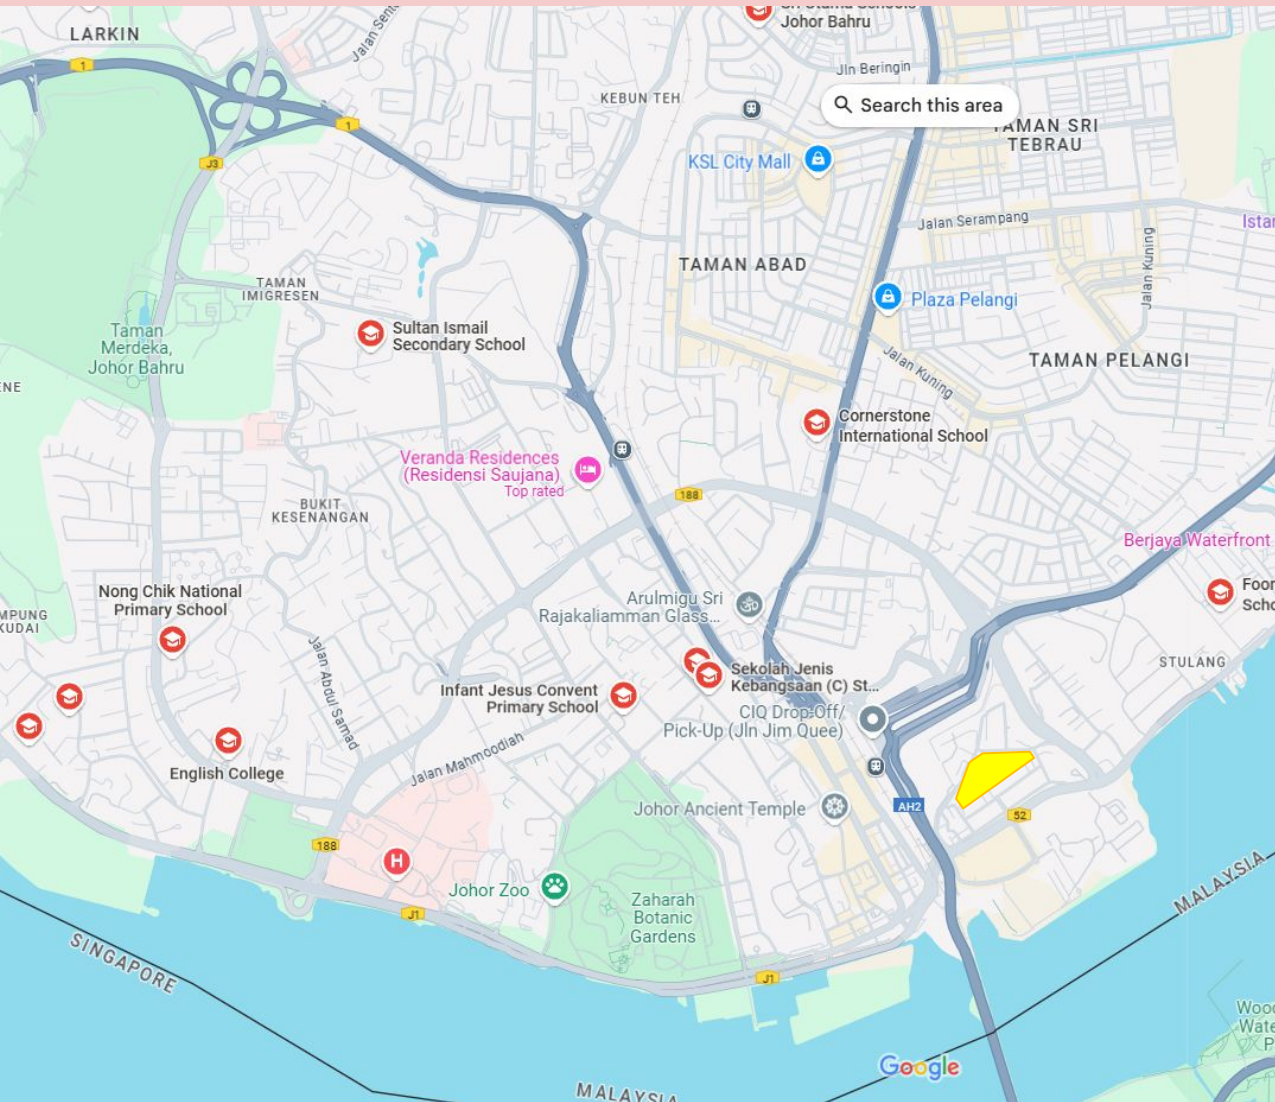 Johor Bahru
LARKIN
1
Jln Beringin
KEBUN TEH
Search this area
1
TAMAN SRI
TEBRAU
J3
KSL City Mall
Jalan Serampang
TAMAN ABAD
Jalan Kuning
TAMAN
IMIGRESEN
Plaza Pelangi
Sultan Ismail
Secondary School
Taman
Merdeka,
Johor Bahru
Jalan Kuning
TAMAN PELANGI
Cornerstone
International School
Veranda Residences
(Residensi Saujana)
Top rated
188
BUKIT
KESENANGAN
Berjaya Waterfront
Nong Chik National
Primary School
Arulmigu Sri
Rajakaliamman Glass...
Jalan Abdul Samad
STULANG
Sekolah Jenis
Kebangsaan (C) St...
Infant Jesus Convent
Primary School
CIQ Drop-Off/
Pick-Up (Jln Jim Quee)
Jalan Mahmoodiah
English College
AH2
Johor Ancient Temple
52
188
H
Johor Zoo
Zaharah
Botanic
Gardens
J1
MALAYSIA
SINGAPORE
J1
Google
MALAYSIA